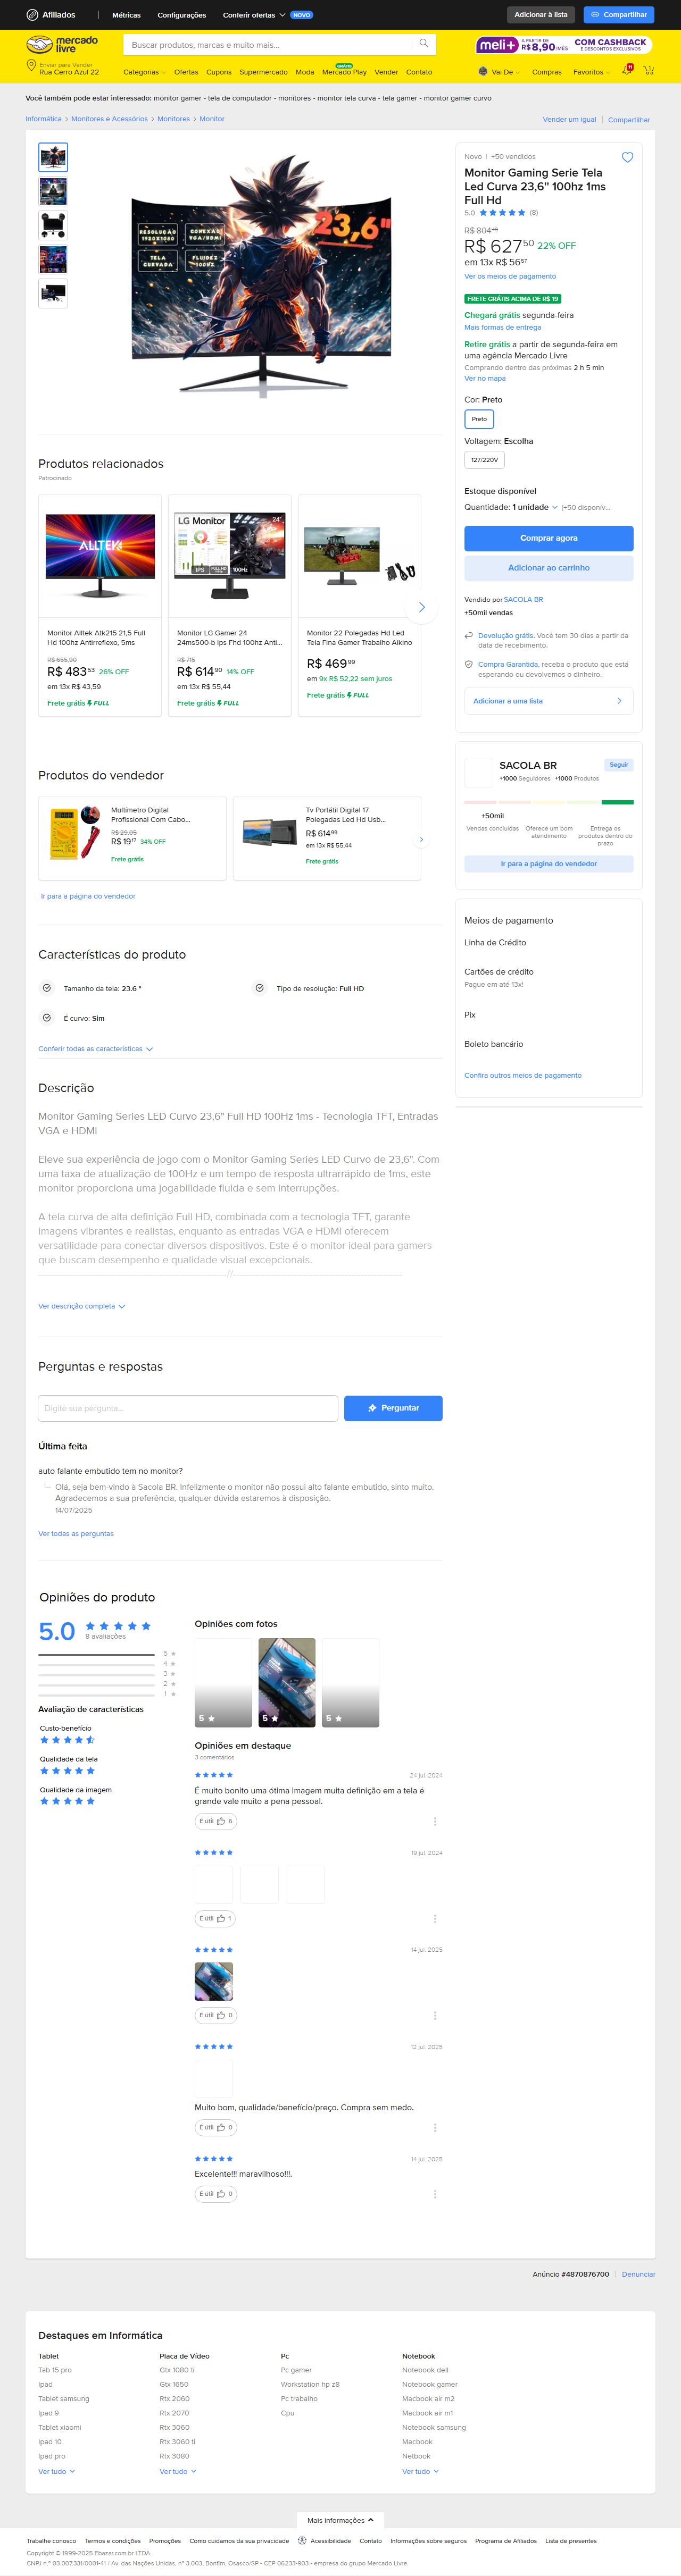 Afiliados
Métricas
Configurações
Conferir ofertas
NOVO
Adicionar à lista
Compartilhar
mercado
livre
Buscar produtos, marcas e muito mais...
meli+
A PARTIR DE
R$ 8,90/MÊS
COM CASHBACK
E DESCONTOS EXCLUSIVOS
Enviar para Vander
Rua Cerro Azul 22
Categorias
Ofertas
Cupons
Supermercado
Moda
GRÁTIS
Mercado Play
Vender
Contato
Vai De
Compras
Favoritos
Você também pode estar interessado: monitor gamer - tela de computador - monitores - monitor tela curva - tela gamer - monitor gamer curvo
Informática > Monitores e Acessórios > Monitores > Monitor
Vender um igual
Compartilhar
23,6"
RESOLUÇÃO
1920X1080
CONEXÃO
VGA/HDMI
TELA
CURVADA
FLUIDEZ
100HZ
Novo | +50 vendidos
Monitor Gaming Serie Tela
Led Curva 23,6'' 100hz 1ms
Full Hd
5.0
(8)
R$ 804
R$ 627 50 22% OFF
em 13x R$ 56 97
Ver os meios de pagamento
FRETE GRÁTIS ACIMA DE R$ 19
Chegará grátis segunda-feira
Mais formas de entrega
Retire grátis a partir de segunda-feira em
uma agência Mercado Livre
Comprando dentro das próximas 2 h 5 min
Ver no mapa
Cor: Preto
Preto
Voltagem: Escolha
127/220V
Estoque disponível
Quantidade: 1 unidade (+50 disponív...
Comprar agora
Adicionar ao carrinho
Vendido por SACOLA BR
+50mil vendas
Devolução grátis. Você tem 30 dias a partir da
data de recebimento.
Compra Garantida, receba o produto que está
esperando ou devolvemos o dinheiro.
Adicionar a uma lista
Produtos relacionados
Patrocinado
ALLTEK
Monitor Alltek Atk215 21,5 Full
Hd 100hz Antirreflexo, 5ms
R$ 655,90
R$ 483 53 26% OFF
em 13x R$ 43,59
Frete grátis FULL
LG Monitor
24"
IPS
FULL HD
100Hz
Monitor LG Gamer 24
24ms500-b Ips Fhd 100hz Anti...
R$ 715
R$ 614 90 14% OFF
em 13x R$ 55,44
Frete grátis FULL
Monitor 22 Polegadas Hd Led
Tela Fina Gamer Trabalho Aikino
R$ 469 99
em 9x R$ 52,22 sem juros
Frete grátis FULL
Produtos do vendedor
Multímetro Digital
Profissional Com Cabo...
R$ 29,05
R$ 19 17 34% OFF
Frete grátis
Tv Portátil Digital 17
Polegadas Led Hd Usb...
R$ 614 99
em 13x R$ 55,44
Frete grátis
Ir para a página do vendedor
SACOLA BR
+1000 Seguidores +1000 Produtos
Seguir
+50mil
Vendas concluídas
Oferece um bom
atendimento
Entrega os
produtos dentro do
prazo
Ir para a página do vendedor
Meios de pagamento
Linha de Crédito
Cartões de crédito
Pague em até 13x!
Pix
Boleto bancário
Confira outros meios de pagamento
Características do produto
Tamanho da tela: 23.6 "
Tipo de resolução: Full HD
É curvo: Sim
Conferir todas as características
Descrição
Monitor Gaming Series LED Curvo 23,6" Full HD 100Hz 1ms - Tecnologia TFT, Entradas
VGA e HDMI
Eleve sua experiência de jogo com o Monitor Gaming Series LED Curvo de 23,6". Com
uma taxa de atualização de 100Hz e um tempo de resposta ultrarrápido de 1ms, este
monitor proporciona uma jogabilidade fluida e sem interrupções.
A tela curva de alta definição Full HD, combinada com a tecnologia TFT, garante
imagens vibrantes e realistas, enquanto as entradas VGA e HDMI oferecem
versatilidade para conectar diversos dispositivos. Este é o monitor ideal para gamers
que buscam desempenho e qualidade visual excepcionais.
Ver descrição completa
Perguntas e respostas
Digite sua pergunta...
Perguntar
Última feita
auto falante embutido tem no monitor?
Olá, seja bem-vindo à Sacola BR. Infelizmente o monitor não possui alto falante embutido, sinto muito.
Agradecemos a sua preferência, qualquer dúvida estaremos à disposição.
14/07/2025
Ver todas as perguntas
Opiniões do produto
5.0
8 avaliações
5
4
3
2
1
Avaliação de características
Custo-benefício
Qualidade da tela
Qualidade da imagem
Opiniões com fotos
5
5
5
Opiniões em destaque
3 comentários
24 jul. 2024
É muito bonito uma ótima imagem muita definição em a tela é
grande vale muito a pena pessoal.
É útil 6
19 jul. 2024
É útil 1
14 jul. 2025
É útil 0
12 jul. 2025
Muito bom, qualidade/benefício/preço. Compra sem medo.
É útil 0
14 jul. 2025
Excelente!!! maravilhoso!!!.
É útil 0
Anúncio #4870876700 | Denunciar
Destaques em Informática
Tablet
Tab 15 pro
Ipad
Tablet samsung
Ipad 9
Tablet xiaomi
Ipad 10
Ipad pro
Ver tudo
Placa de Vídeo
Gtx 1080 ti
Gtx 1650
Rtx 2060
Rtx 2070
Rtx 3060
Rtx 3060 ti
Rtx 3080
Ver tudo
Pc
Pc gamer
Workstation hp z8
Pc trabalho
Cpu
Notebook
Notebook dell
Notebook gamer
Macbook air m2
Macbook air m1
Notebook samsung
Macbook
Netbook
Ver tudo
Mais informações
Trabalhe conosco
Termos e condições
Promoções
Como cuidamos da sua privacidade
Acessibilidade
Contato
Informações sobre seguros
Programa de Afiliados
Lista de presentes
Copyright © 1999-2025 Ebazar.com.br LTDA.
CNPJ n.º 03.007.331/0001-41 / Av. das Nações Unidas, nº 3.003, Bonfim, Osasco/SP - CEP 06233-903 - empresa do grupo Mercado Livre.